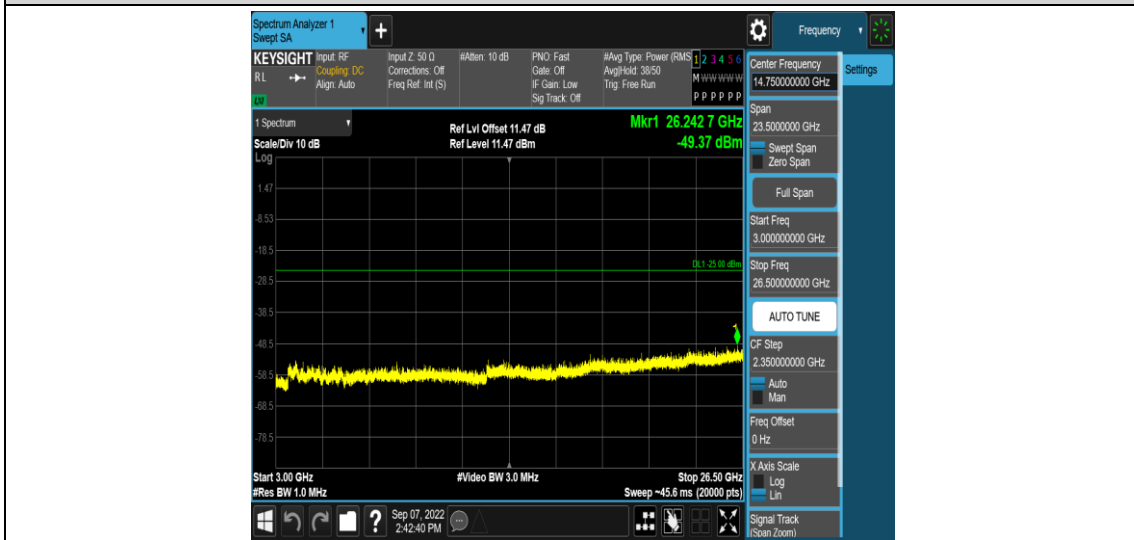 Spectrum Analyzer 1
Swept SA
+
Frequency
KEYSIGHT
RL
LXI
Input: RF
Coupling: DC
Align: Auto
Input Z: 50 Ω
Corrections: Off
Freq Ref: Int (S)
#Atten: 10 dB
PNO: Fast
Gate: Off
IF Gain: Low
Sig Track: Off
#Avg Type: Power (RMS
Avg|Hold: 38/50
Trig: Free Run
1 2 3 4 5 6
M W W W W W
P P P P P P
1 Spectrum
Scale/Div 10 dB
Ref Lvl Offset 11.47 dB
Ref Level 11.47 dBm
Mkr1 26.242 7 GHz
-49.37 dBm
Log
1.47
-8.53
-18.5
DL1 -25.00 dBm
-28.5
-38.5
1
-48.5
-58.5
-68.5
-78.5
Start 3.00 GHz
#Video BW 3.0 MHz
Stop 26.50 GHz
#Res BW 1.0 MHz
Sweep ~45.6 ms (20000 pts)
?
Sep 07, 2022
2:42:40 PM
Center Frequency
14.750000000 GHz
Settings
Span
23.5000000 GHz
Swept Span
Zero Span
Full Span
Start Freq
3.000000000 GHz
Stop Freq
26.500000000 GHz
AUTO TUNE
CF Step
2.350000000 GHz
Auto
Man
Freq Offset
0 Hz
X Axis Scale
Log
Lin
Signal Track
(Span Zoom)